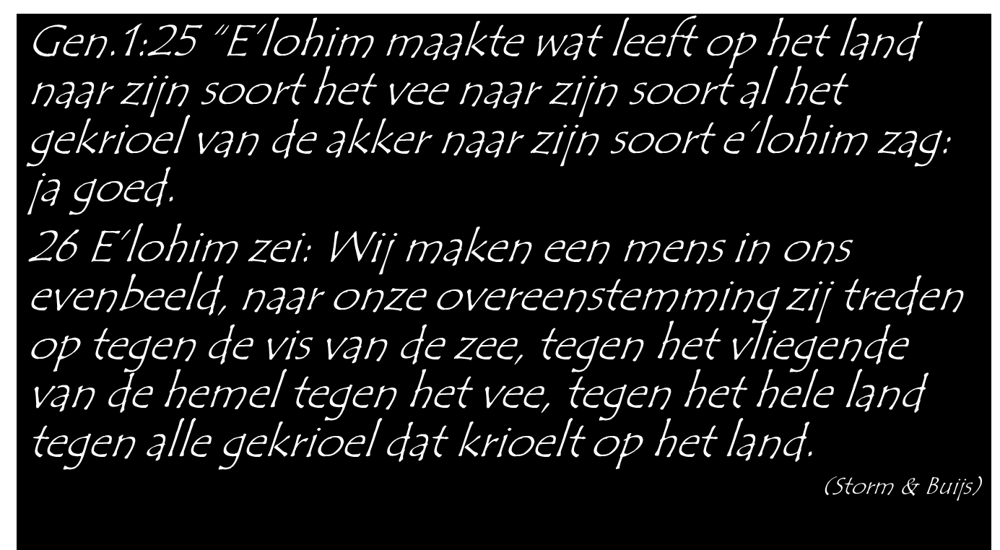 Gen.1:25 “E’lohim maakte wat leeft op het land
naar zijn soort het vee naar zijn soort al het
gekrioel van de akker naar zijn soort e’lohim zag:
ja goed.
26 E’lohim zei: Wij maken een mens in ons
evenbeeld, naar onze overeenstemming zij treden
op tegen de vis van de zee, tegen het vliegende
van de hemel tegen het vee, tegen het hele land
tegen alle gekrioel dat krioelt op het land.
(Storm & Buijs)